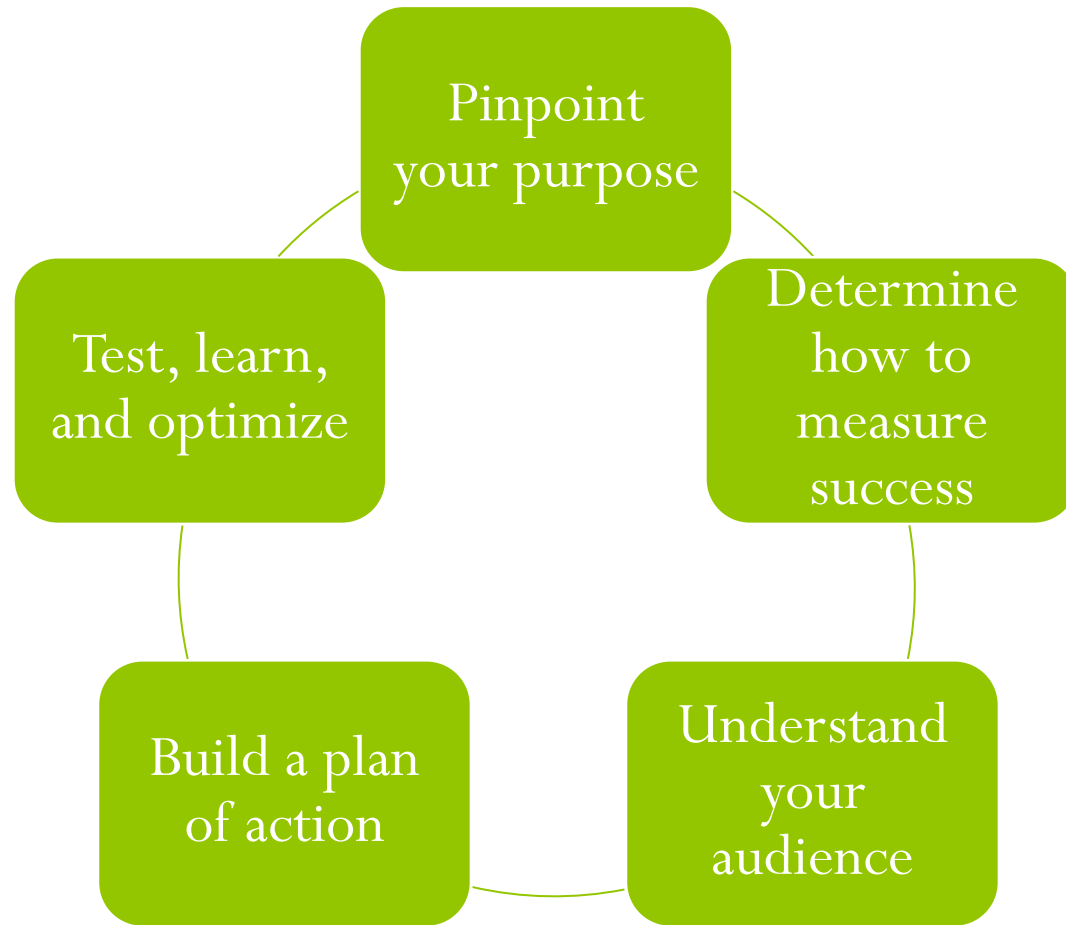 Pinpoint
your purpose
Determine
how to
measure
success
Understand
your
audience
Build a plan
of action
Test, learn,
and optimize